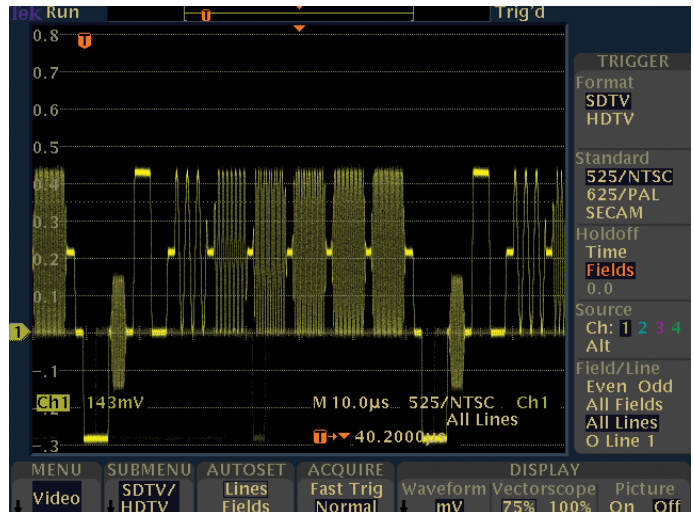 Tek Run Trig'd
0.8
T
0.7
0.6
0.5
0.4
0.3
0.2
0.1
1
-.1
-.2
-.3
Ch1 143mV M 10.0µs 525/NTSC Ch1
All Lines
T→▼ 40.2000µs
TRIGGER
Format
SDTV
HDTV
Standard
525/NTSC
625/PAL
SECAM
Holdoff
Time
Fields
0.0
Source
Ch: 1 2 3 4
Alt
Field/Line
Even Odd
All Fields
All Lines
O Line 1
MENU SUBMENU AUTOSET ACQUIRE DISPLAY
Video
SDTV/
HDTV
Lines
Fields
Fast Trig
Normal
Waveform Vectorscope Picture
mV 75% 100% On Off